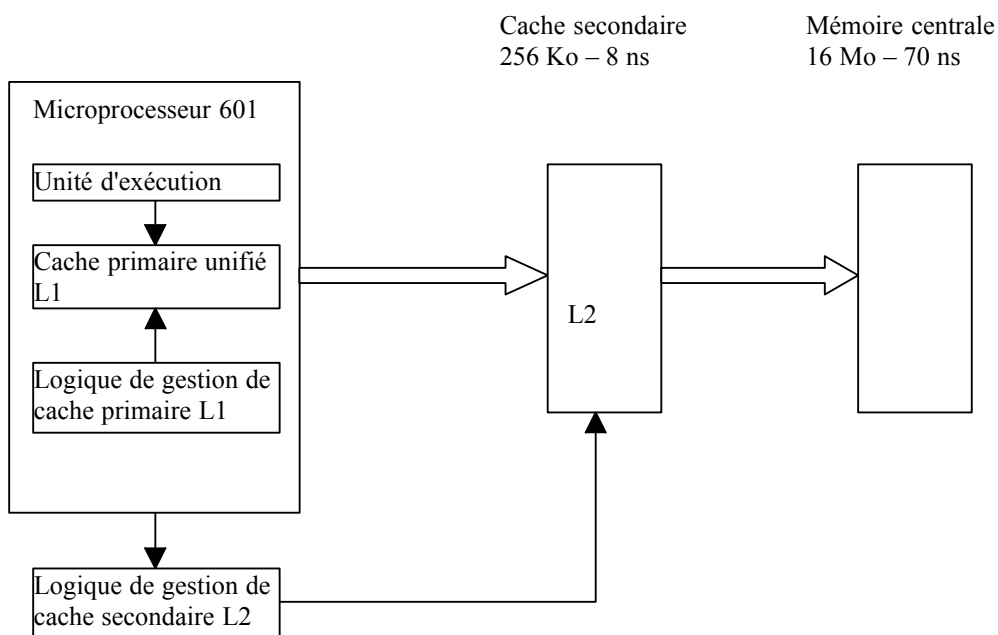 Cache secondaire
256 Ko – 8 ns
Mémoire centrale
16 Mo – 70 ns
Microprocesseur 601
Unité d'exécution
Cache primaire unifié
L1
L2
Logique de gestion de
cache primaire L1
Logique de gestion de
cache secondaire L2